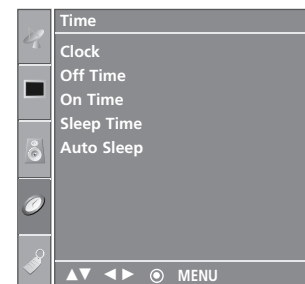 Time
Clock
Off Time
On Time
Sleep Time
Auto Sleep
▲▼ ◄► ⦿ MENU